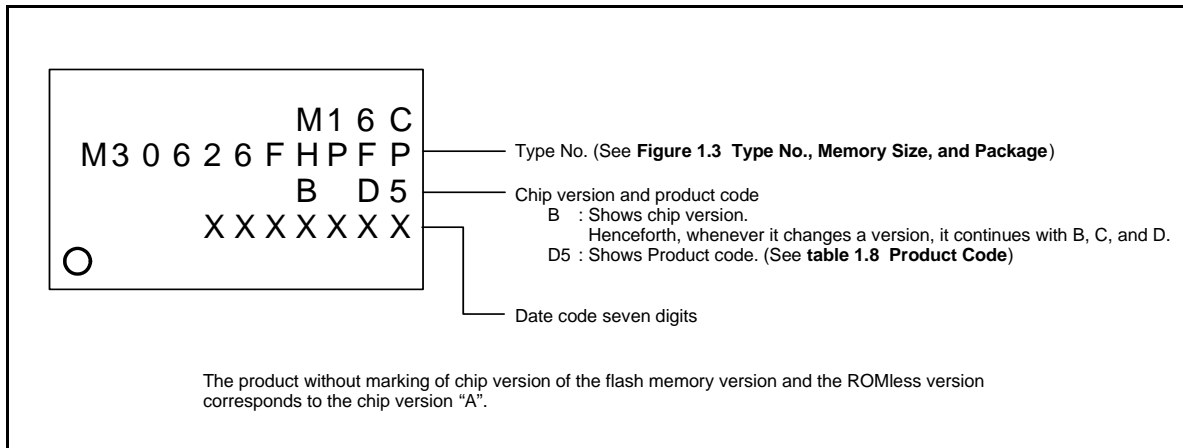 M16C
M30626FHPFP
B D5
XXXXXXX
Type No. (See Figure 1.3 Type No., Memory Size, and Package)
Chip version and product code
B : Shows chip version.
Henceforth, whenever it changes a version, it continues with B, C, and D.
D5 : Shows Product code. (See table 1.8 Product Code)
Date code seven digits
The product without marking of chip version of the flash memory version and the ROMless version
corresponds to the chip version “A”.